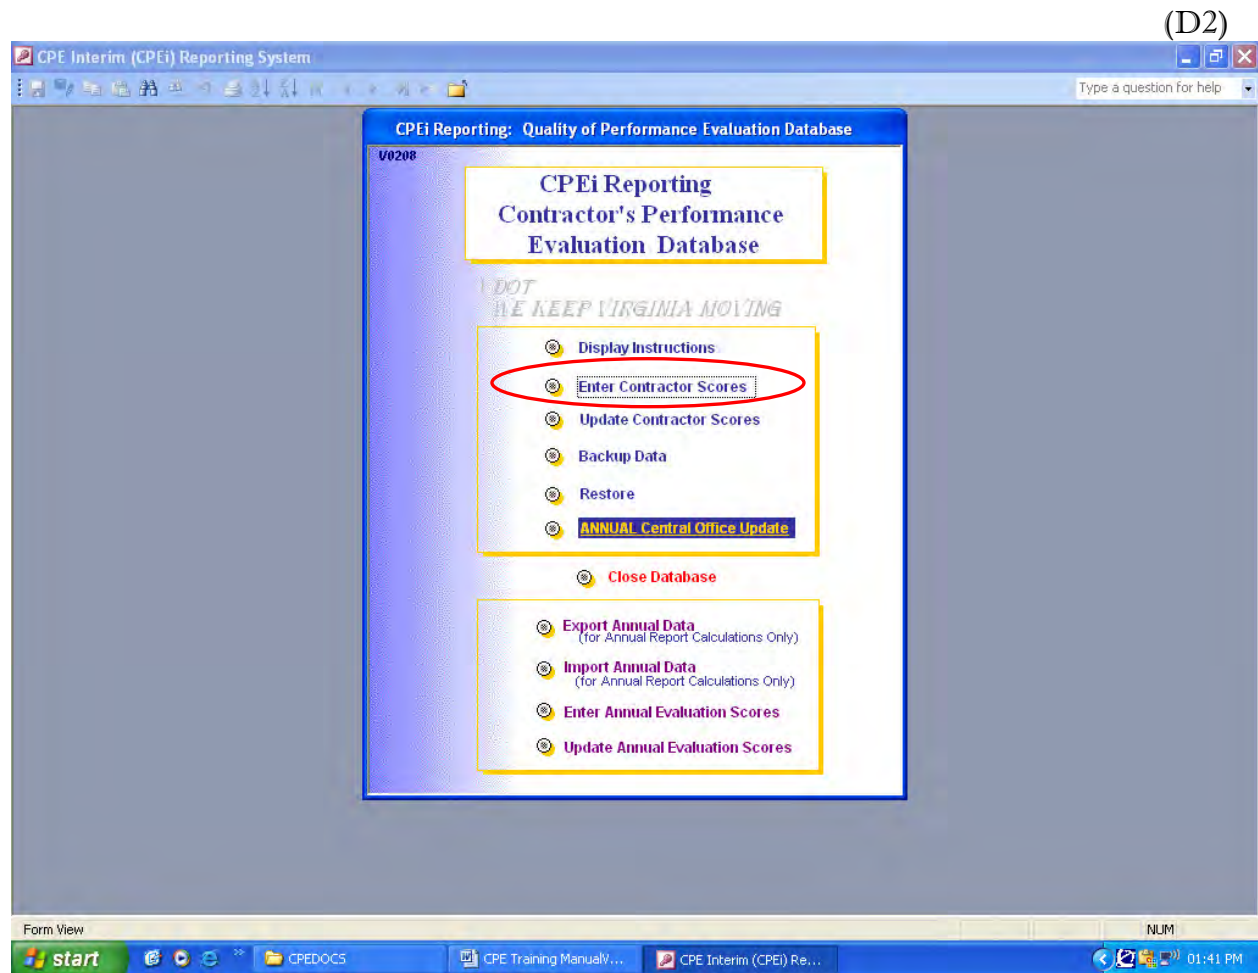 (D2)
CPE Interim (CPEi) Reporting System
Type a question for help
CPEi Reporting: Quality of Performance Evaluation Database
V0208
CPEi Reporting
Contractor's Performance
Evaluation Database
VDOT
WE KEEP VIRGINIA MOVING
Display Instructions
Enter Contractor Scores
Update Contractor Scores
Backup Data
Restore
ANNUAL Central Office Update
Close Database
Export Annual Data
(for Annual Report Calculations Only)
Import Annual Data
(for Annual Report Calculations Only)
Enter Annual Evaluation Scores
Update Annual Evaluation Scores
Form View
NUM
start
CPEDOCS
CPE Training ManualV...
CPE Interim (CPEi) Re...
01:41 PM